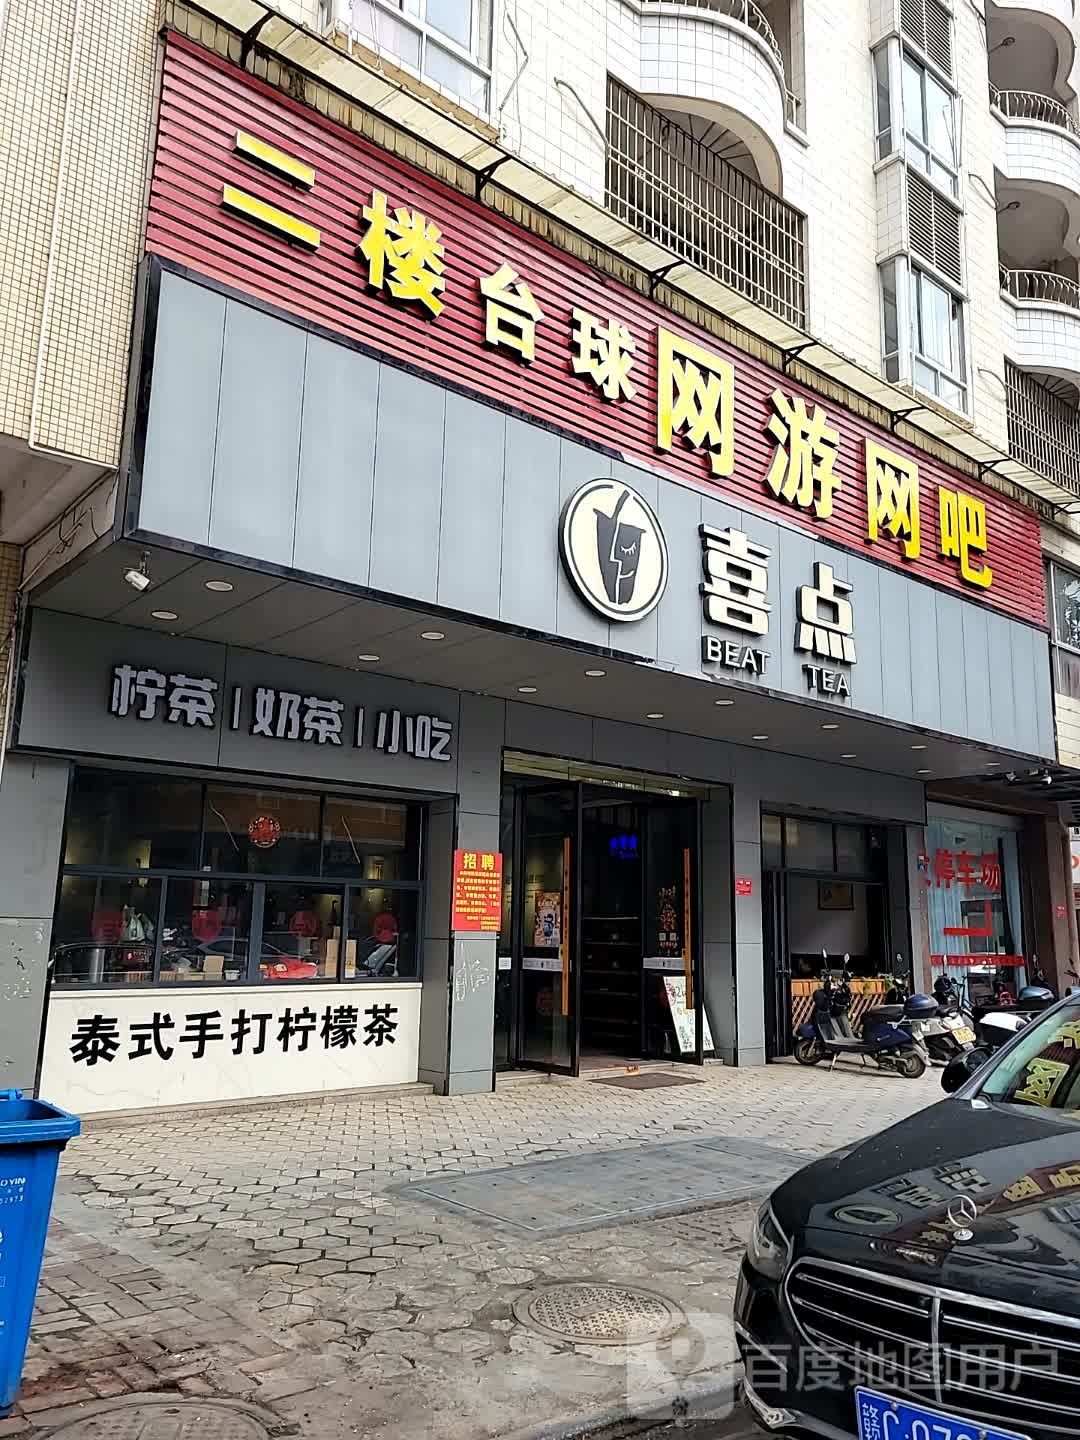 二楼台球网游网吧
喜点
BEAT TEA
柠茶|奶茶|小吃
招聘
大停车场
泰式手打柠檬茶
百度地图用户